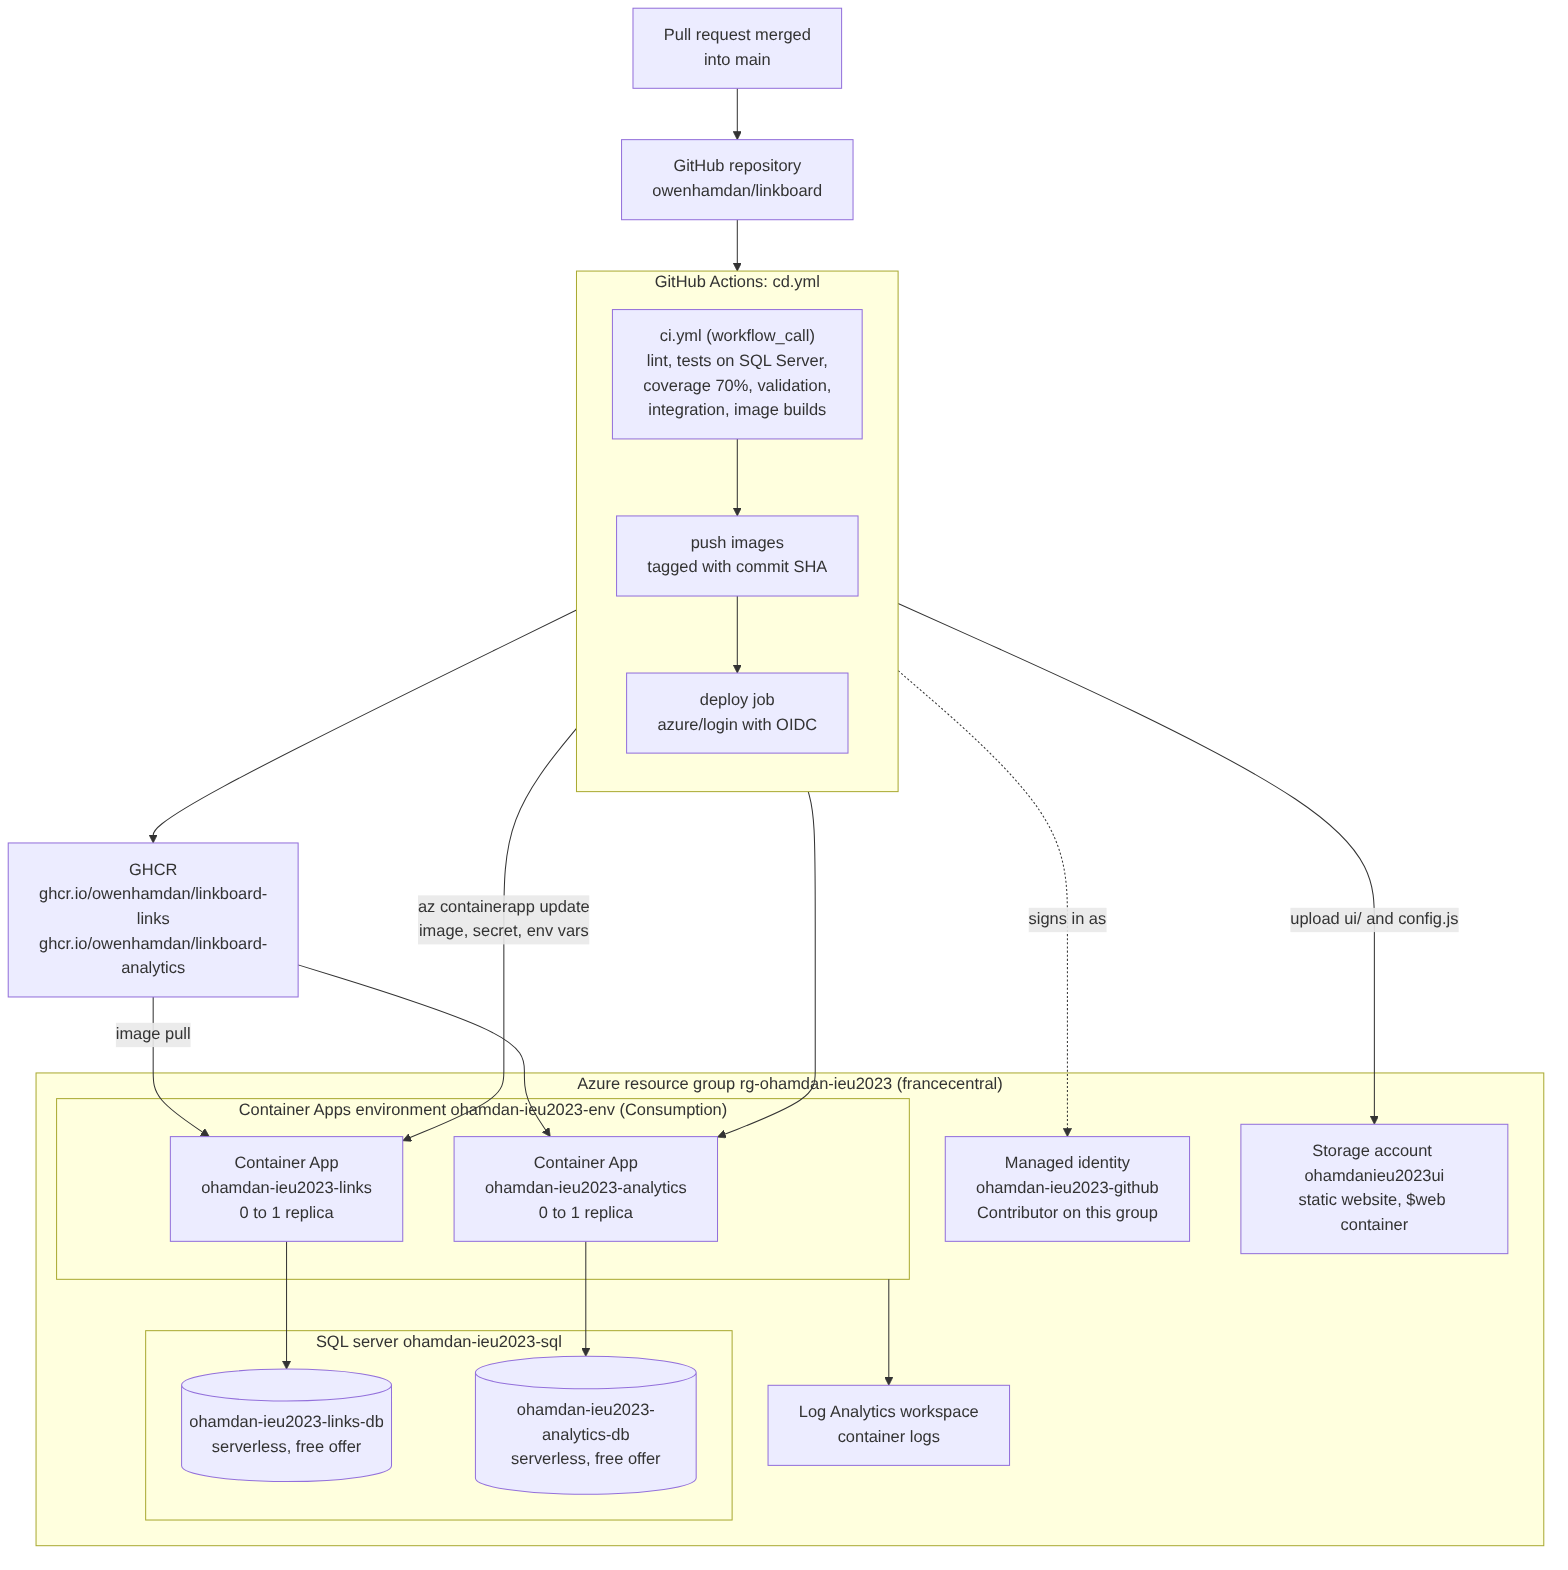 Pull request merged
into main
GitHub repository
owenhamdan/linkboard
GitHub Actions: cd.yml
ci.yml (workflow_call)
lint, tests on SQL Server,
coverage 70%, validation,
integration, image builds
push images
tagged with commit SHA
deploy job
azure/login with OIDC
GHCR
ghcr.io/owenhamdan/linkboard-
links
ghcr.io/owenhamdan/linkboard-
analytics
az containerapp update
image, secret, env vars
signs in as
upload ui/ and config.js
image pull
Azure resource group rg-ohamdan-ieu2023 (francecentral)
Container Apps environment ohamdan-ieu2023-env (Consumption)
Container App
ohamdan-ieu2023-links
0 to 1 replica
Container App
ohamdan-ieu2023-analytics
0 to 1 replica
Managed identity
ohamdan-ieu2023-github
Contributor on this group
Storage account
ohamdanieu2023ui
static website, $web
container
SQL server ohamdan-ieu2023-sql
ohamdan-ieu2023-links-db
serverless, free offer
ohamdan-ieu2023-
analytics-db
serverless, free offer
Log Analytics workspace
container logs